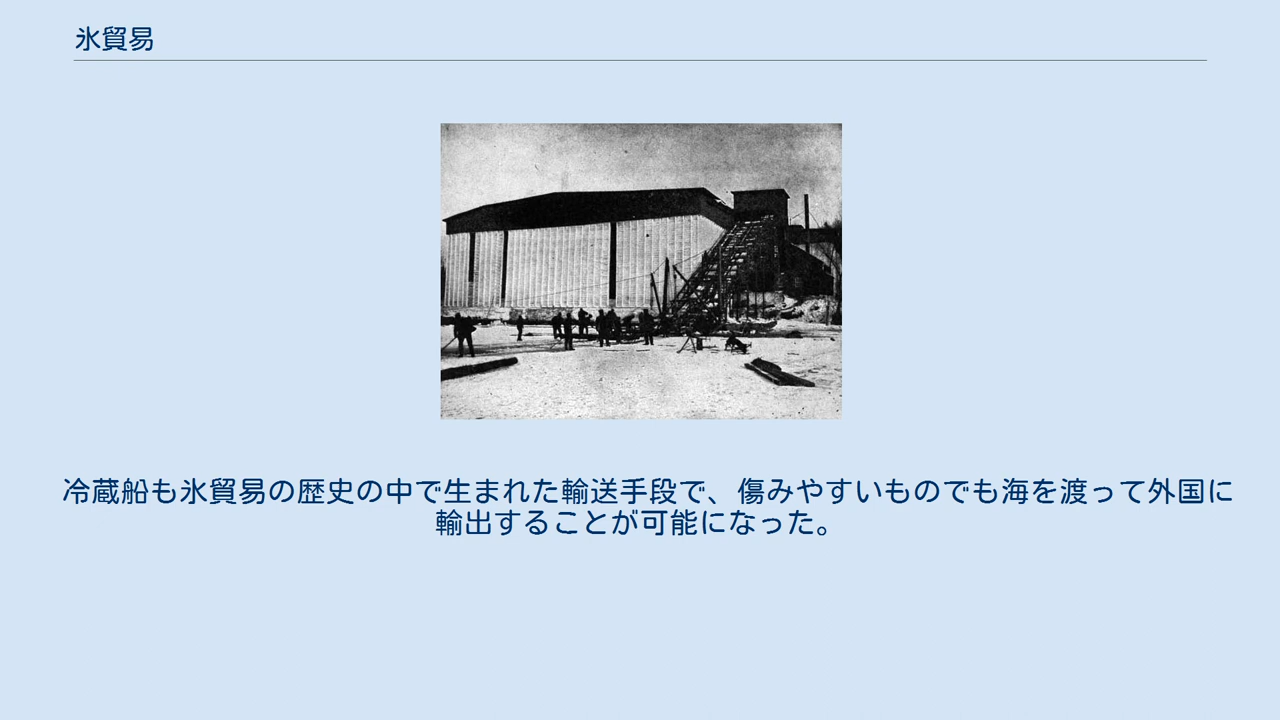 氷貿易
冷蔵船も氷貿易の歴史の中で生まれた輸送手段で、傷みやすいものでも海を渡って外国に
輸出することが可能になった。